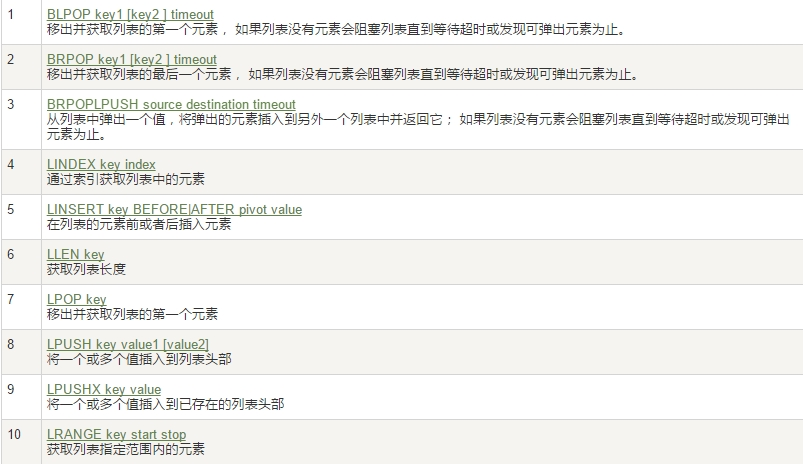 1
BLPOP key1 [key2 ] timeout
移出并获取列表的第一个元素， 如果列表没有元素会阻塞列表直到等待超时或发现可弹出元素为止。
2
BRPOP key1 [key2 ] timeout
移出并获取列表的最后一个元素， 如果列表没有元素会阻塞列表直到等待超时或发现可弹出元素为止。
3
BRPOPLPUSH source destination timeout
从列表中弹出一个值，将弹出的元素插入到另外一个列表中并返回它； 如果列表没有元素会阻塞列表直到等待超时或发现可弹出
元素为止。
4
LINDEX key index
通过索引获取列表中的元素
5
LINSERT key BEFORE|AFTER pivot value
在列表的元素前或者后插入元素
6
LLEN key
获取列表长度
7
LPOP key
移出并获取列表的第一个元素
8
LPUSH key value1 [value2]
将一个或多个值插入到列表头部
9
LPUSHX key value
将一个或多个值插入到已存在的列表头部
10
LRANGE key start stop
获取列表指定范围内的元素